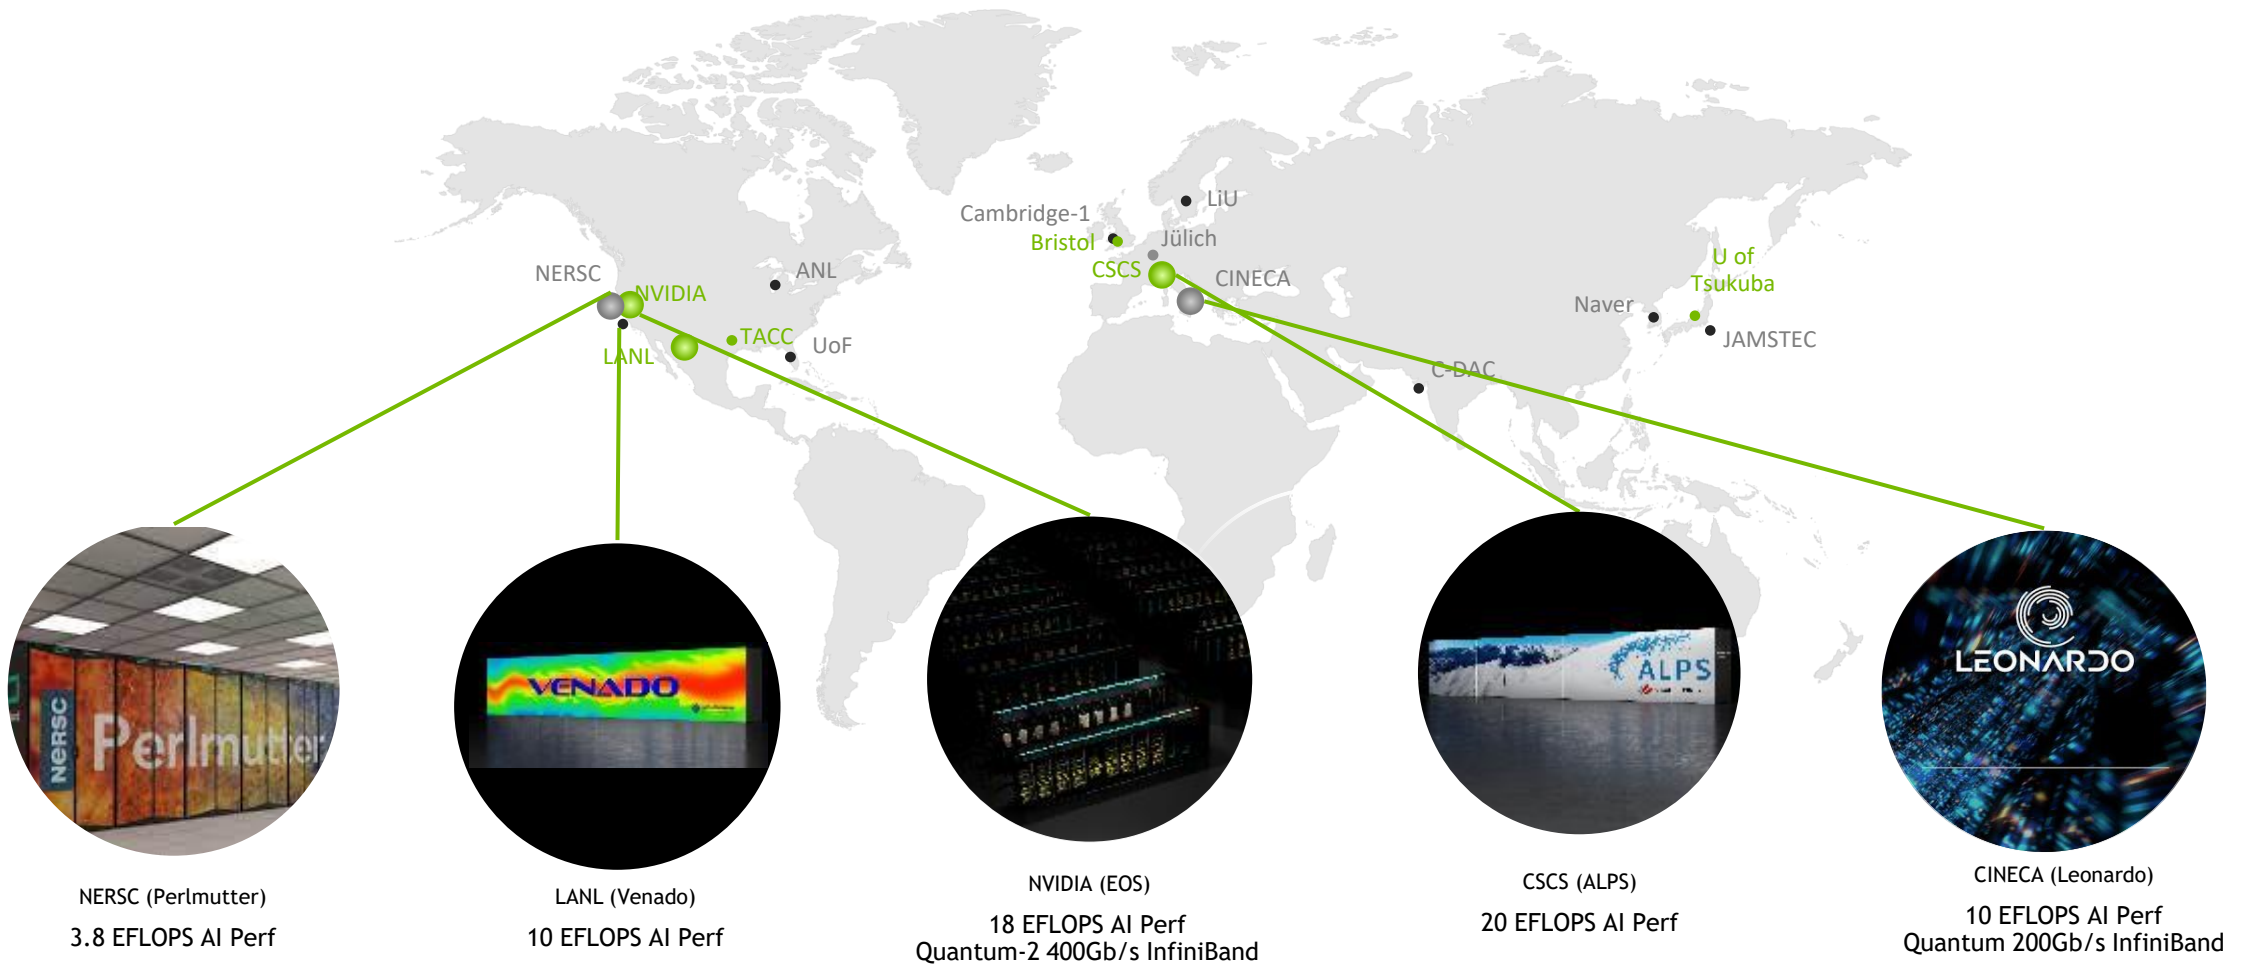 LiU
Cambridge-1
Bristol
Jülich
CSCS
CINECA
NERSC
NVIDIA
ANL
TACC
UoF
LANL
U of
Tsukuba
Naver
JAMSTEC
C-DAC
NERSC
Perlmutter
VENADO
ALPS
LEONARDO
NERSC (Perlmutter)
3.8 EFLOPS AI Perf
LANL (Venado)
10 EFLOPS AI Perf
NVIDIA (EOS)
18 EFLOPS AI Perf
Quantum-2 400Gb/s InfiniBand
CSCS (ALPS)
20 EFLOPS AI Perf
CINECA (Leonardo)
10 EFLOPS AI Perf
Quantum 200Gb/s InfiniBand